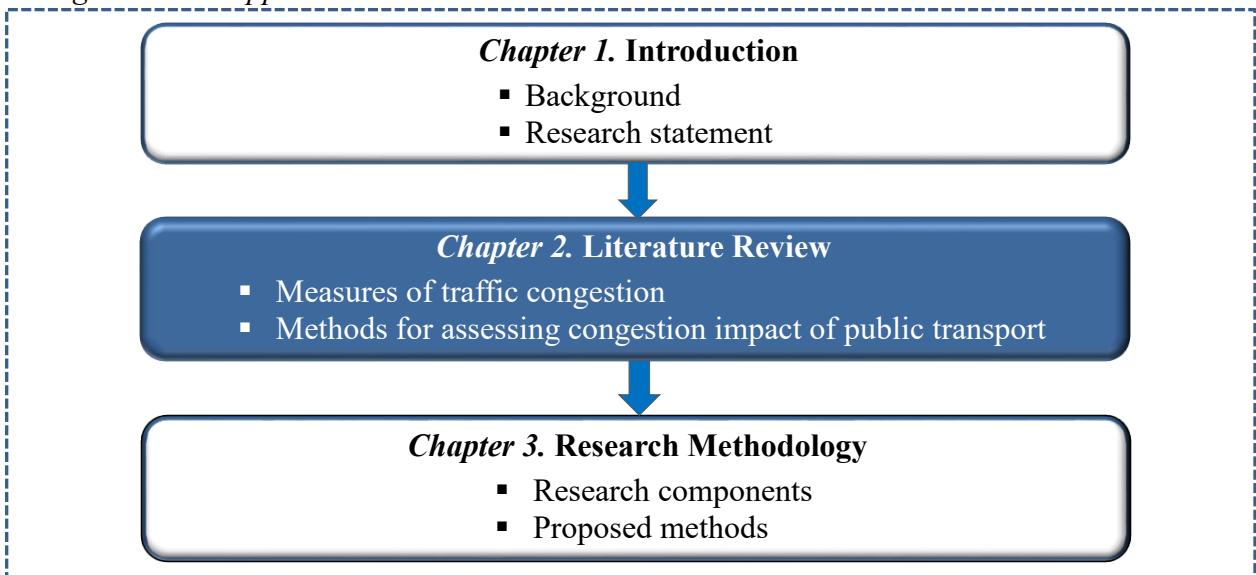 Chapter 1. Introduction
▪ Background
▪ Research statement
Chapter 2. Literature Review
▪ Measures of traffic congestion
▪ Methods for assessing congestion impact of public transport
Chapter 3. Research Methodology
▪ Research components
▪ Proposed methods